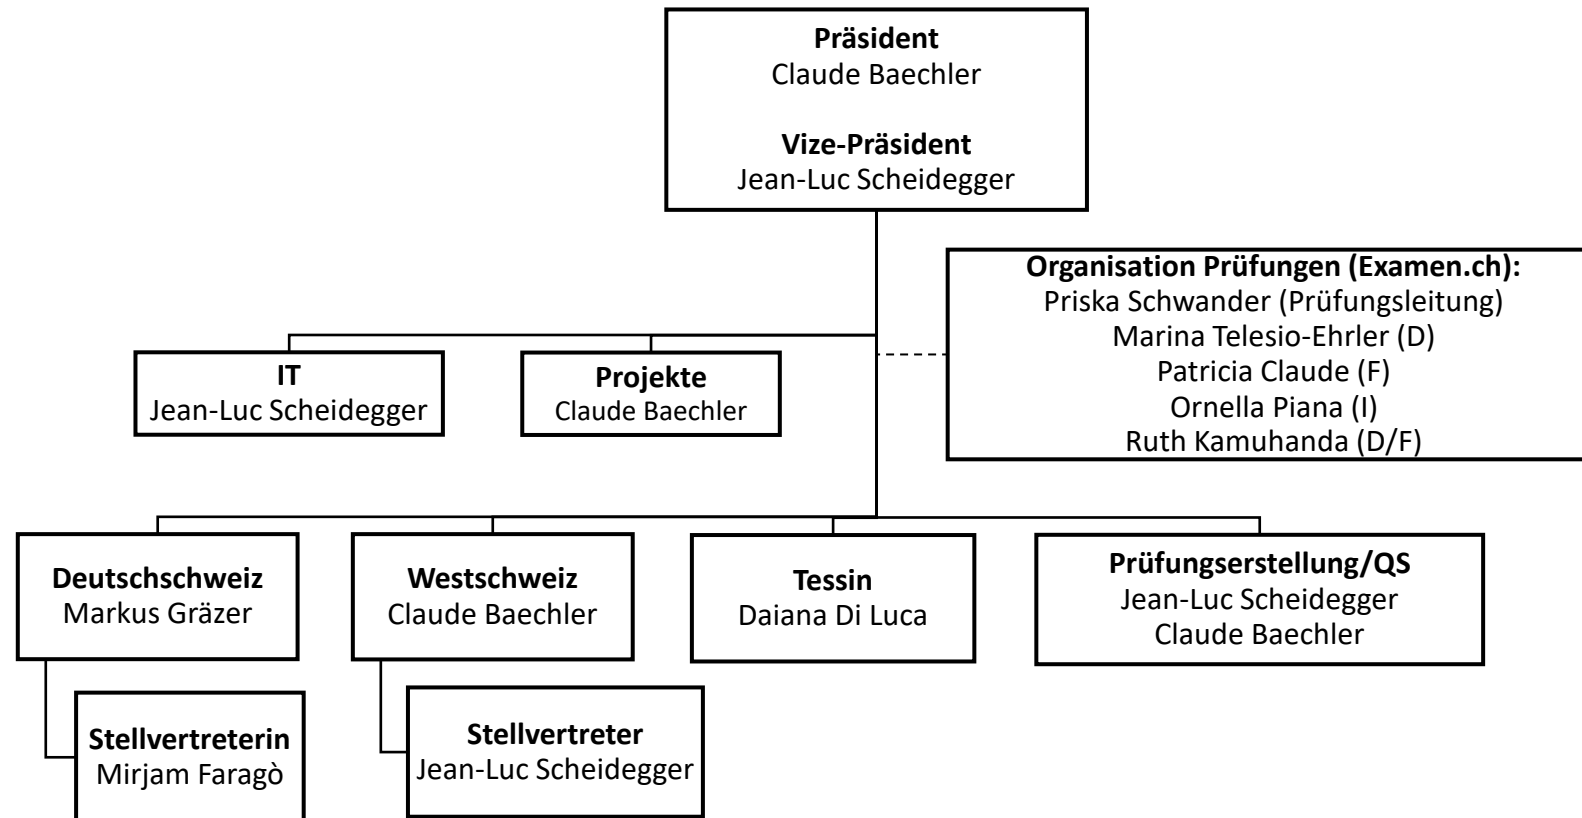 Präsident
Claude Baechler
Vize-Präsident
Jean-Luc Scheidegger
Organisation Prüfungen (Examen.ch):
Priska Schwander (Prüfungsleitung)
Marina Telesio-Ehrler (D)
Patricia Claude (F)
Ornella Piana (I)
Ruth Kamuhanda (D/F)
IT
Jean-Luc Scheidegger
Projekte
Claude Baechler
Deutschschweiz
Markus Gräzer
Westschweiz
Claude Baechler
Tessin
Daiana Di Luca
Prüfungserstellung/QS
Jean-Luc Scheidegger
Claude Baechler
Stellvertreterin
Mirjam Faragò
Stellvertreter
Jean-Luc Scheidegger